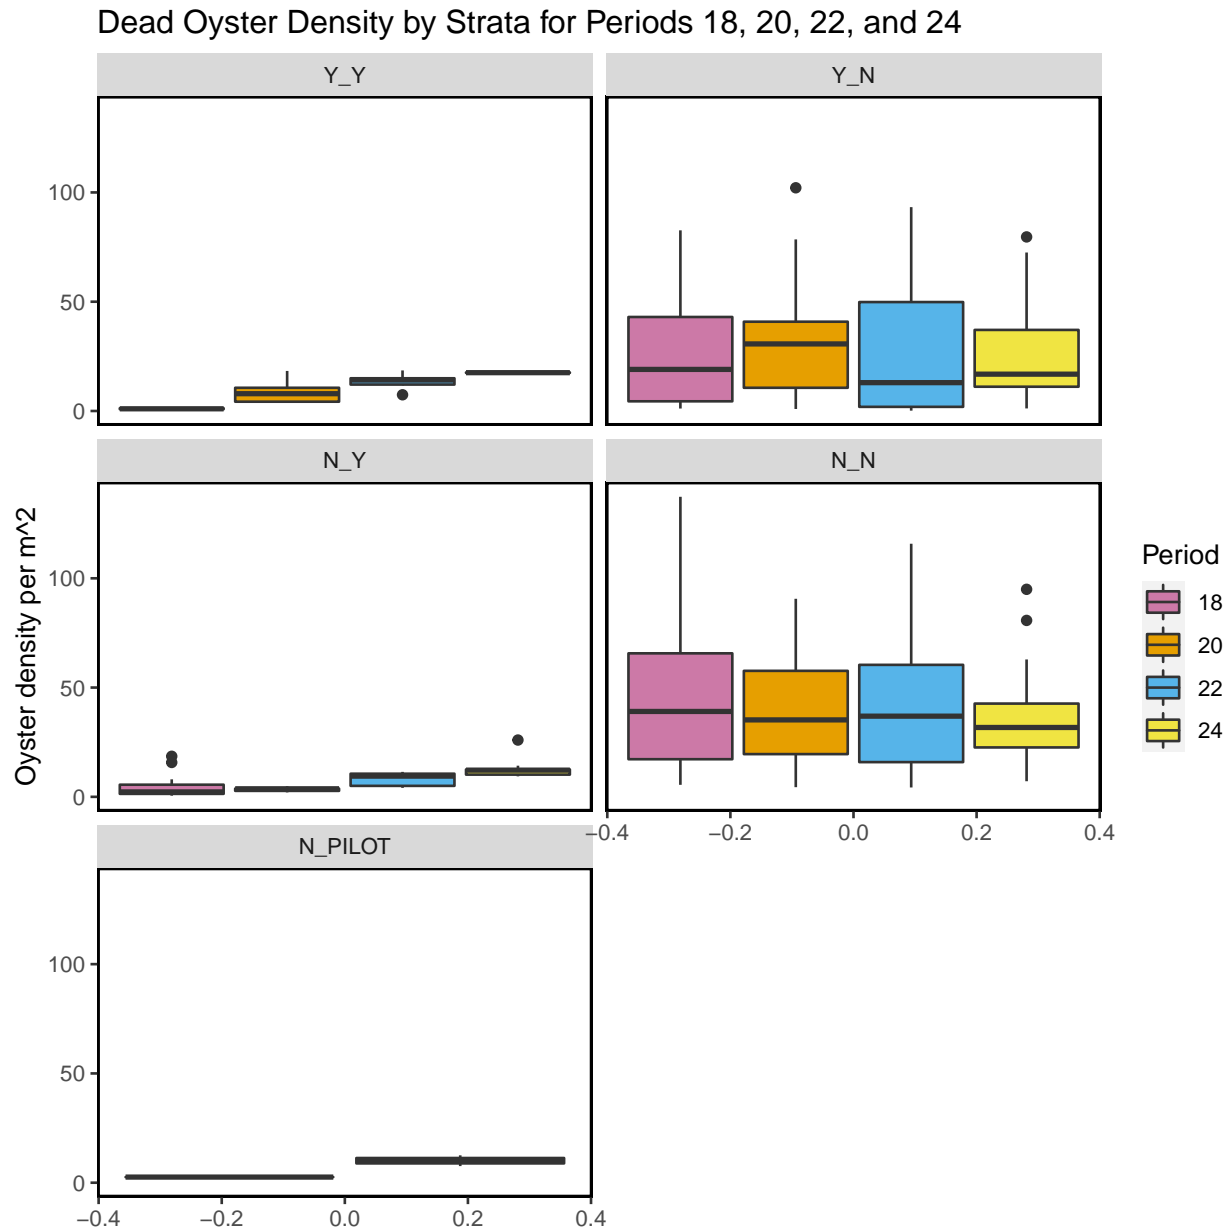 Dead Oyster Density by Strata for Periods 18, 20, 22, and 24
Y_Y
Y_N
100
50
0
N_Y
N_N
100
50
0
Oyster density per m^2
Period
18
20
22
24
−0.4 −0.2 0.0 0.2 0.4
N_PILOT
100
50
0
−0.4 −0.2 0.0 0.2 0.4